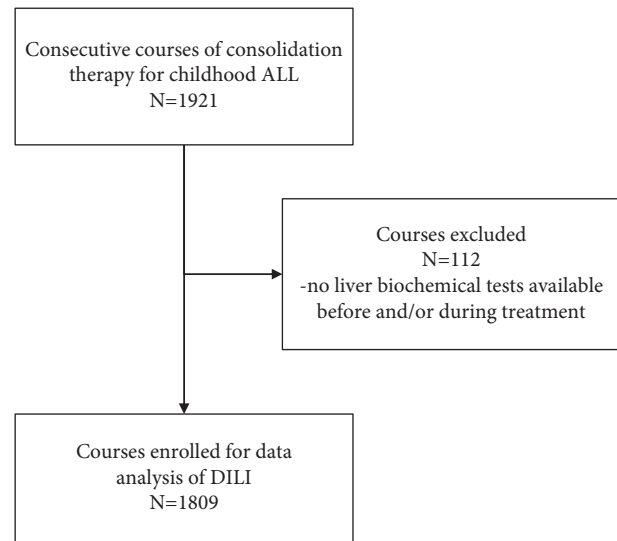 Consecutive courses of consolidation
therapy for childhood ALL
N=1921
Courses excluded
N=112
-no liver biochemical tests available
before and/or during treatment
Courses enrolled for data
analysis of DILI
N=1809